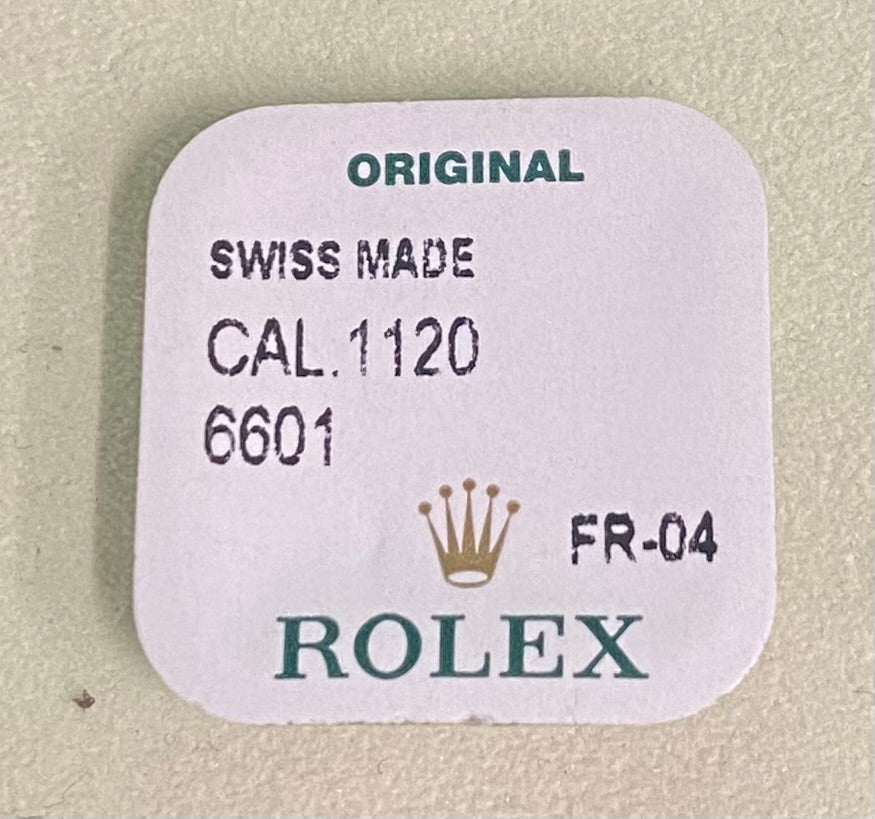 ORIGINAL
SWISS MADE
CAL.1120
6601
FR-04
ROLEX